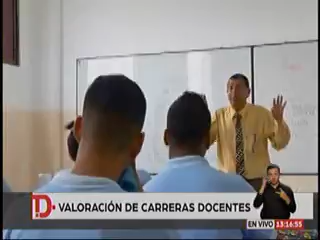 D VALORACIÓN DE CARRERAS DOCENTES
EN VIVO 13:16:55